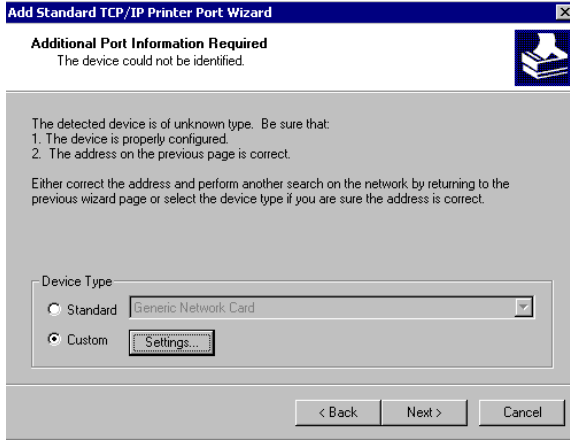 Add Standard TCP/IP Printer Port Wizard
Additional Port Information Required
The device could not be identified.
The detected device is of unknown type. Be sure that:
1. The device is properly configured.
2. The address on the previous page is correct.
Either correct the address and perform another search on the network by returning to the
previous wizard page or select the device type if you are sure the address is correct.
Device Type
Standard Generic Network Card
Custom Settings...
< Back Next > Cancel